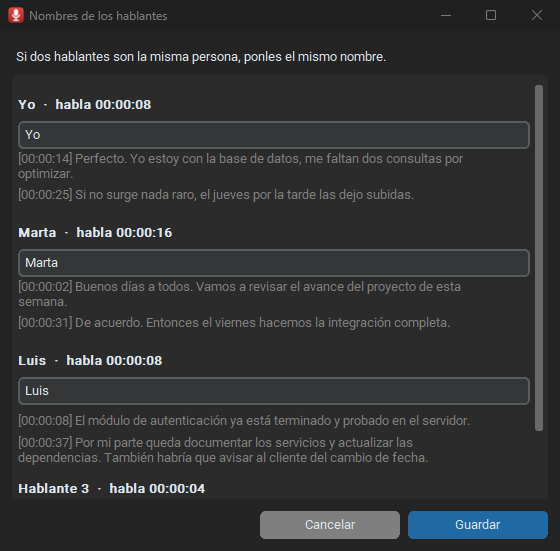 Nombres de los hablantes
Si dos hablantes son la misma persona, ponles el mismo nombre.
Yo · habla 00:00:08
Yo
[00:00:14] Perfecto. Yo estoy con la base de datos, me faltan dos consultas por
optimizar.
[00:00:25] Si no surge nada raro, el jueves por la tarde las dejo subidas.
Marta · habla 00:00:16
Marta
[00:00:02] Buenos días a todos. Vamos a revisar el avance del proyecto de esta
semana.
[00:00:31] De acuerdo. Entonces el viernes hacemos la integración completa.
Luis · habla 00:00:08
Luis
[00:00:08] El módulo de autenticación ya está terminado y probado en el servidor.
[00:00:37] Por mi parte queda documentar los servicios y actualizar las
dependencias. También habría que avisar al cliente del cambio de fecha.
Hablante 3 · habla 00:00:04
Cancelar
Guardar